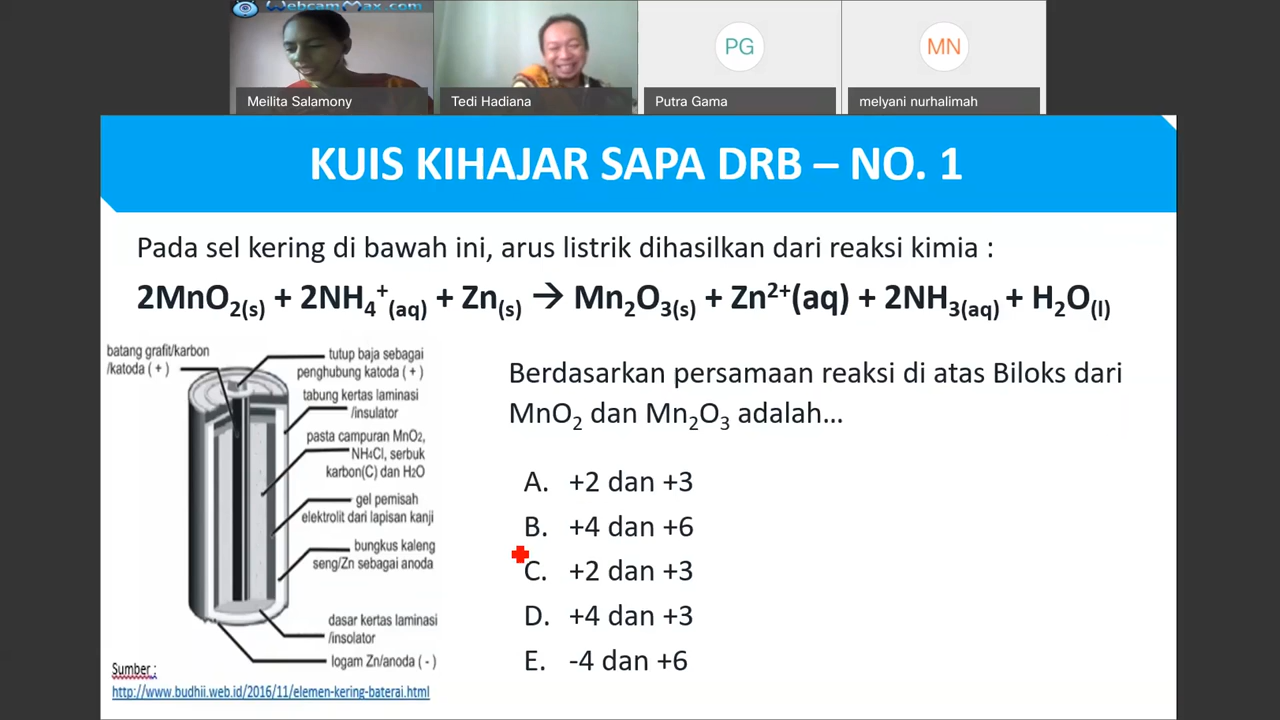 WebcamMax.com
PG
MN
Meilita Salamony
Tedi Hadiana
Putra Gama
melyani nurhalimah
KUIS KIHAJAR SAPA DRB – NO. 1
Pada sel kering di bawah ini, arus listrik dihasilkan dari reaksi kimia :
2MnO₂(s) + 2NH₄⁺(aq) + Zn(s) → Mn₂O₃(s) + Zn²⁺(aq) + 2NH₃(aq) + H₂O(l)
batang grafit/karbon
/katoda ( + )
tutup baja sebagai
penghubung katoda ( + )
tabung kertas laminasi
/insulator
pasta campuran MnO₂,
NH₄Cl, serbuk
karbon(C) dan H₂O
gel pemisah
elektrolit dari lapisan kanji
bungkus kaleng
seng/Zn sebagai anoda
dasar kertas laminasi
/insolator
logam Zn/anoda ( - )
Sumber :
http://www.budhii.web.id/2016/11/elemen-kering-baterai.html
Berdasarkan persamaan reaksi di atas Biloks dari
MnO₂ dan Mn₂O₃ adalah…
A. +2 dan +3
B. +4 dan +6
C. +2 dan +3
D. +4 dan +3
E. -4 dan +6